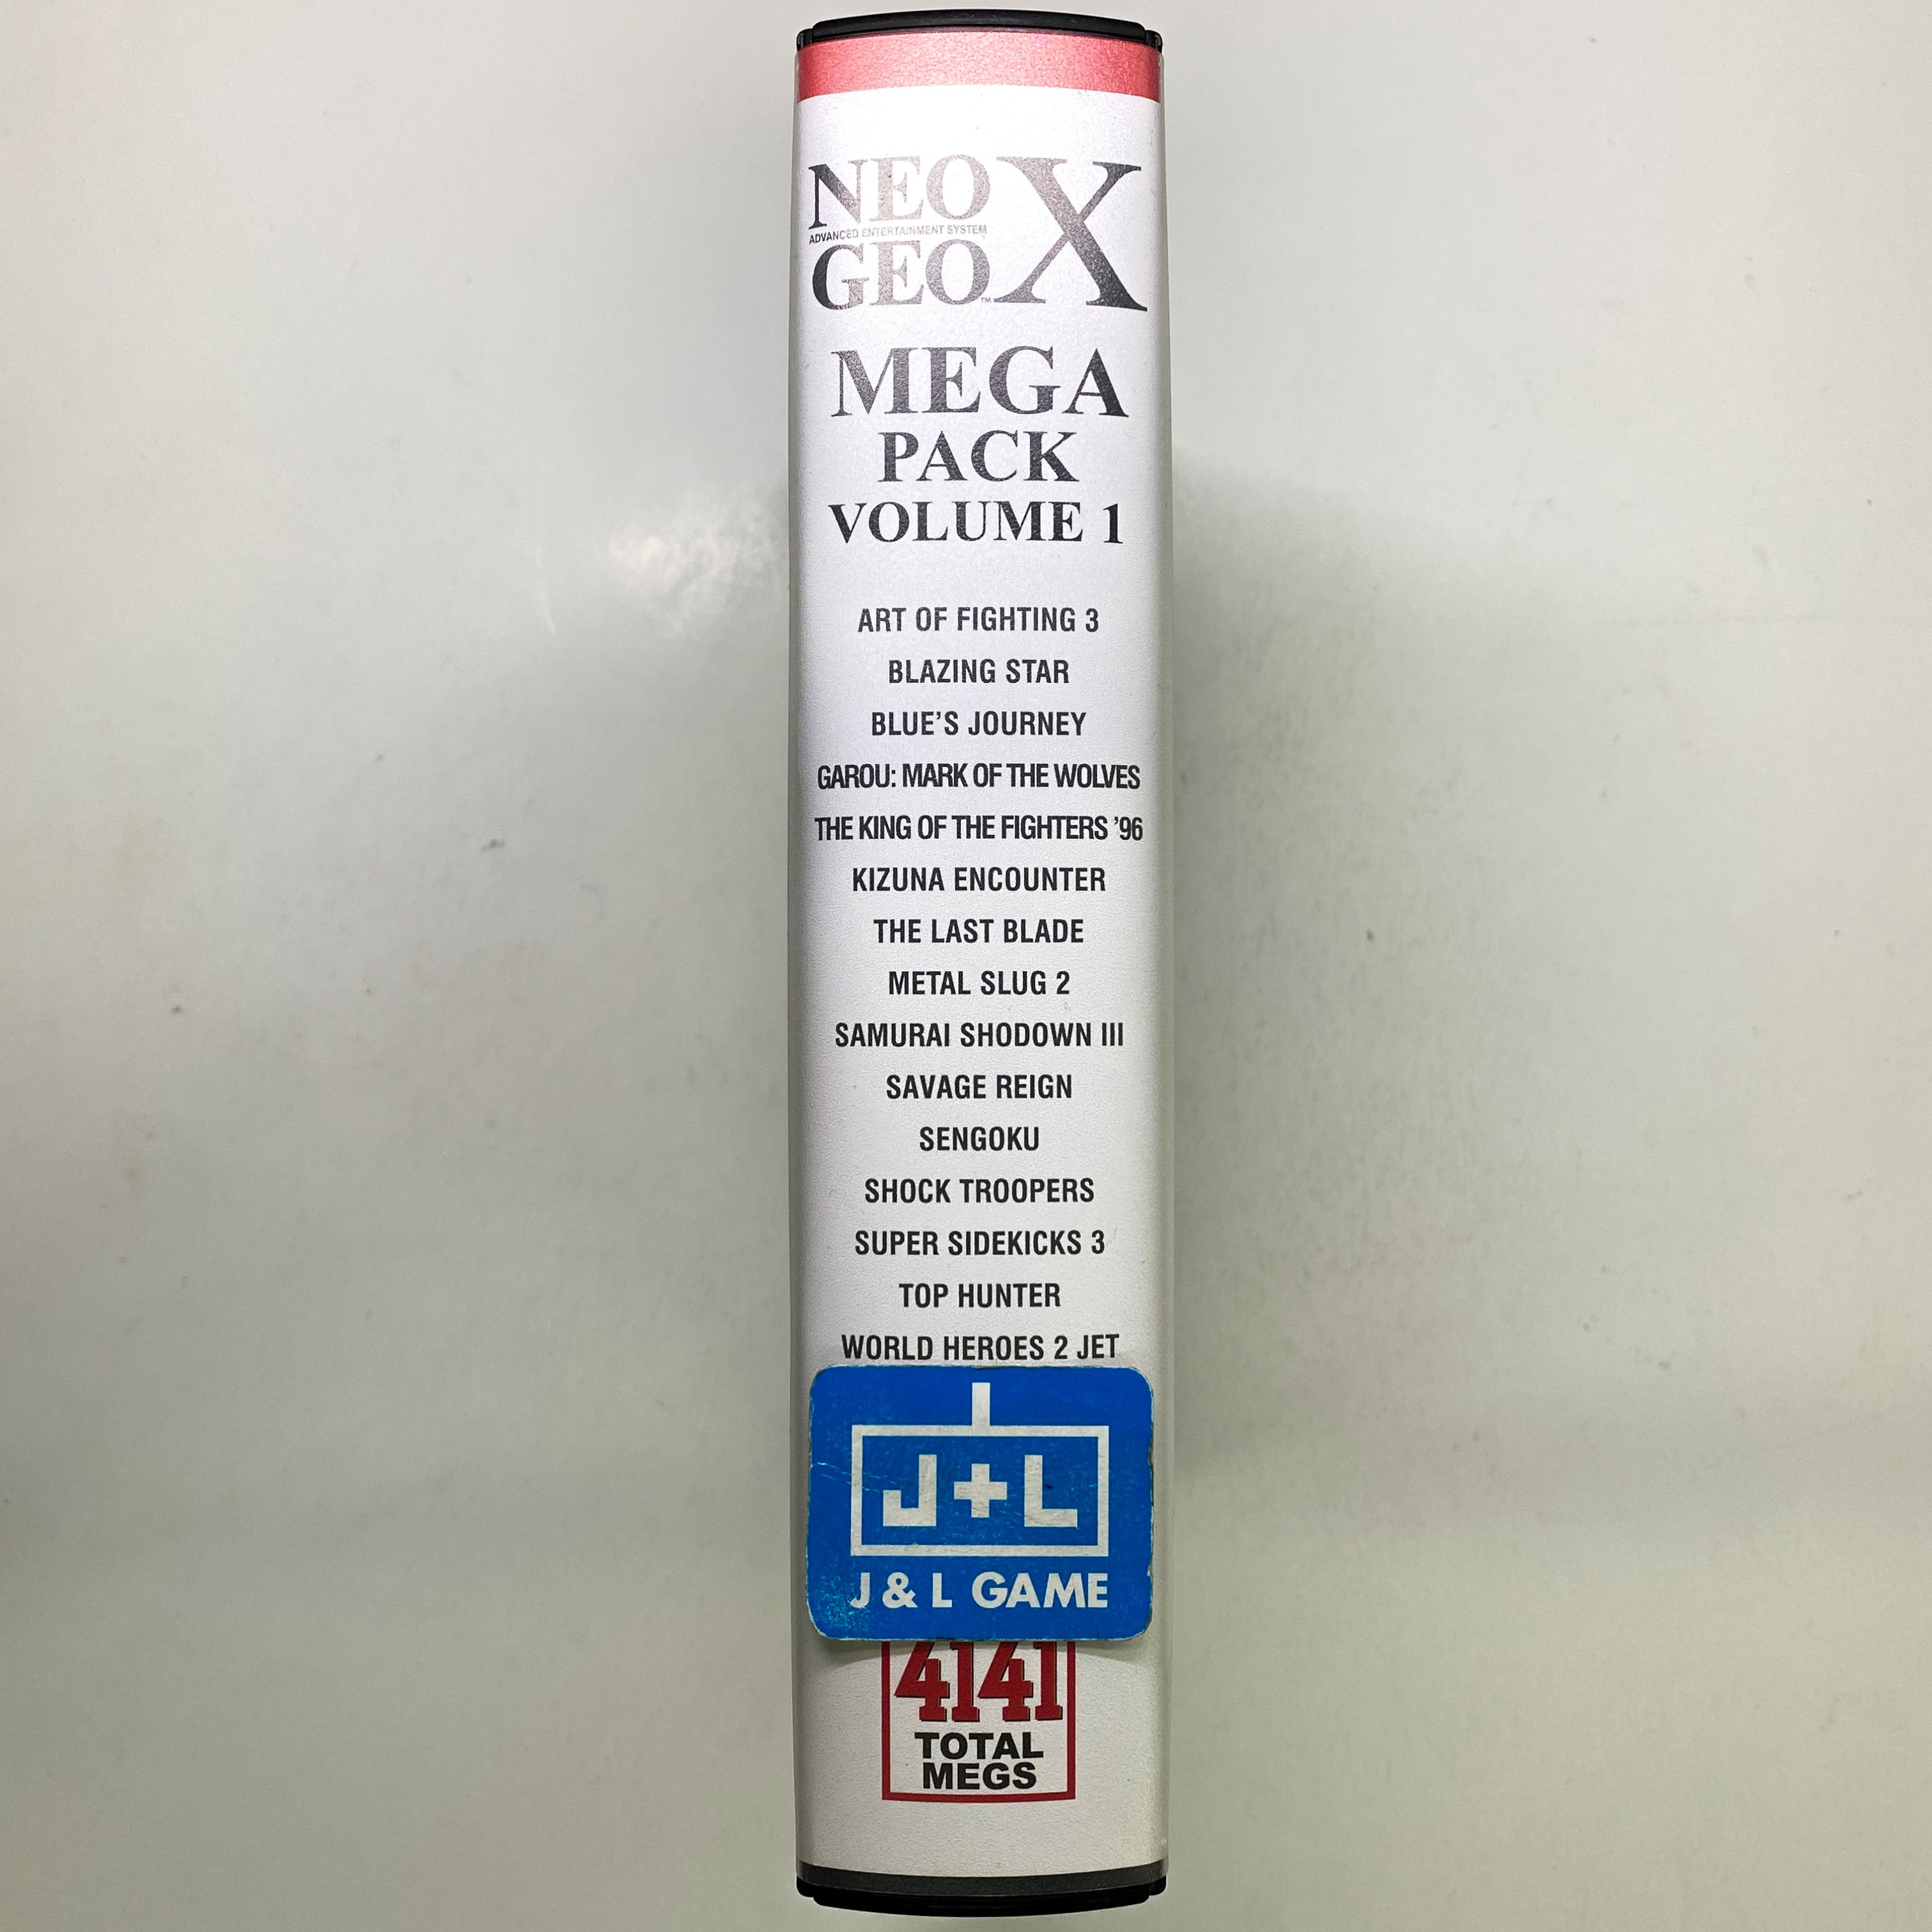 NEO
ADVANCED ENTERTAINMENT SYSTEM
GEO™ X
MEGA
PACK
VOLUME 1
ART OF FIGHTING 3
BLAZING STAR
BLUE'S JOURNEY
GAROU: MARK OF THE WOLVES
THE KING OF THE FIGHTERS '96
KIZUNA ENCOUNTER
THE LAST BLADE
METAL SLUG 2
SAMURAI SHODOWN III
SAVAGE REIGN
SENGOKU
SHOCK TROOPERS
SUPER SIDEKICKS 3
TOP HUNTER
WORLD HEROES 2 JET
J+L
J & L GAME
4141
TOTAL
MEGS